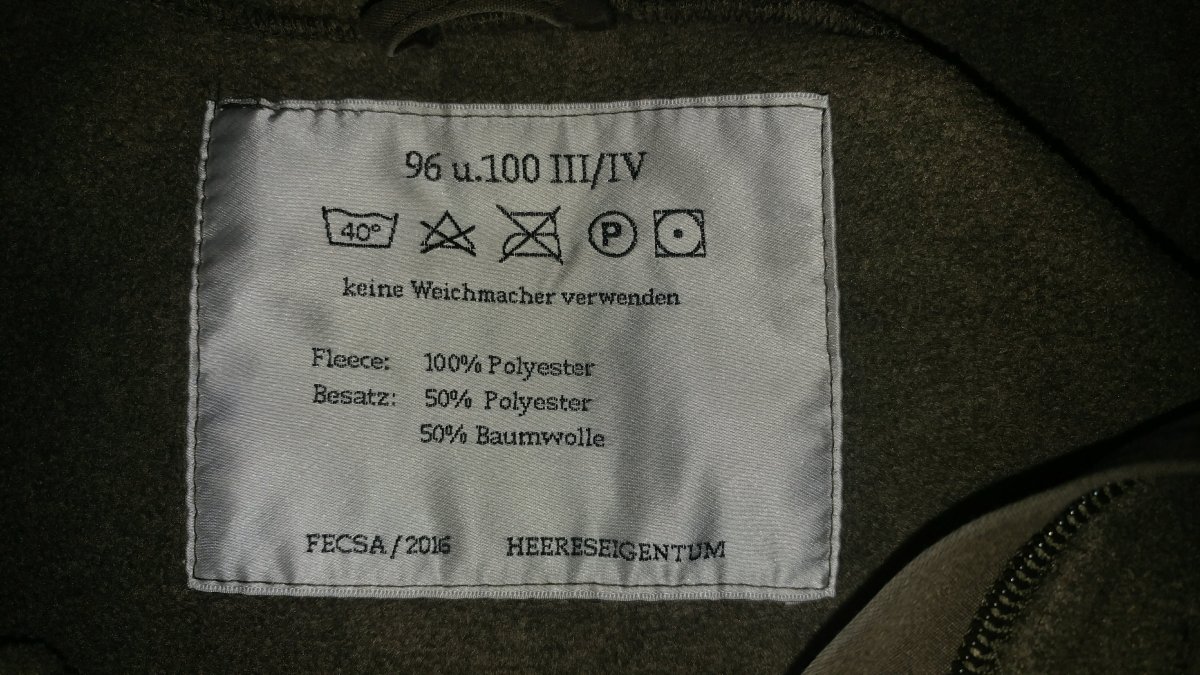 96 u.100 III/IV
40° P
keine Weichmacher verwenden
Fleece: 100% Polyester
Besatz: 50% Polyester
50% Baumwolle
FECSA / 2016 HEERESEIGENTUM